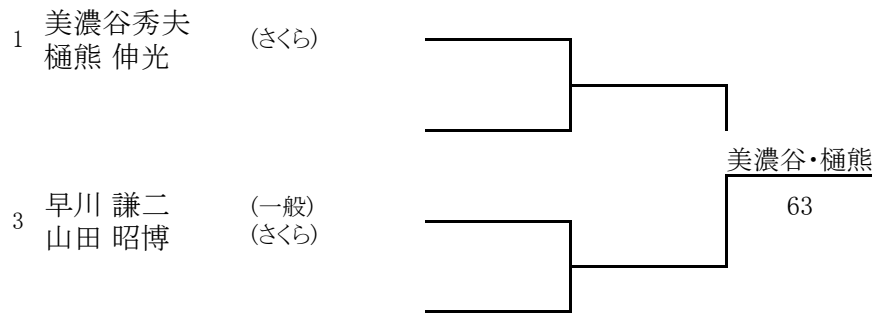 1 美濃谷秀夫 (さくら)
樋熊 伸光
美濃谷・樋熊
63
3 早川 謙二 (一般)
山田 昭博 (さくら)